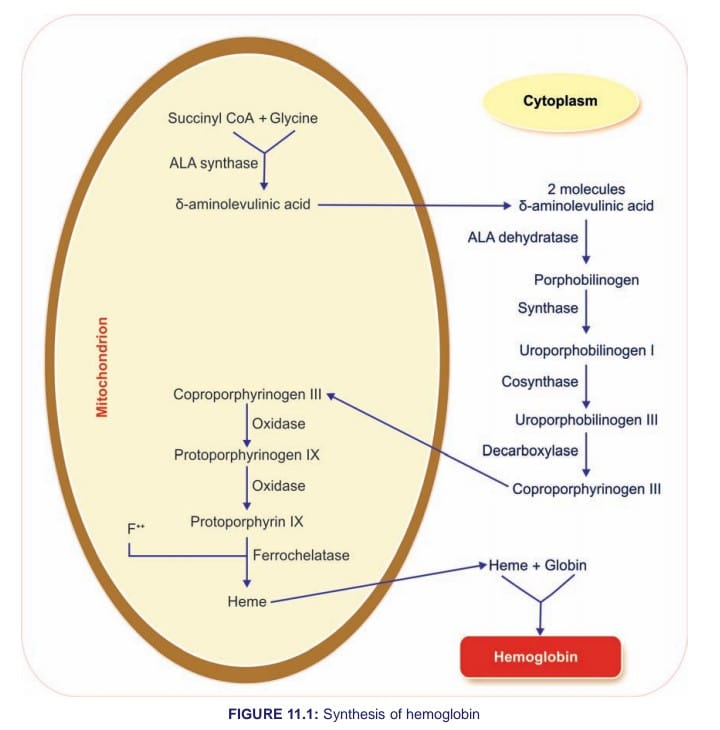 Cytoplasm
Succinyl CoA + Glycine
ALA synthase
δ-aminolevulinic acid
2 molecules
δ-aminolevulinic acid
ALA dehydratase
Porphobilinogen
Synthase
Uroporphobilinogen I
Cosynthase
Uroporphobilinogen III
Decarboxylase
Coproporphyrinogen III
Mitochondrion
Coproporphyrinogen III
Oxidase
Protoporphyrinogen IX
Oxidase
Protoporphyrin IX
F++
Ferrochelatase
Heme
Heme + Globin
Hemoglobin
FIGURE 11.1: Synthesis of hemoglobin